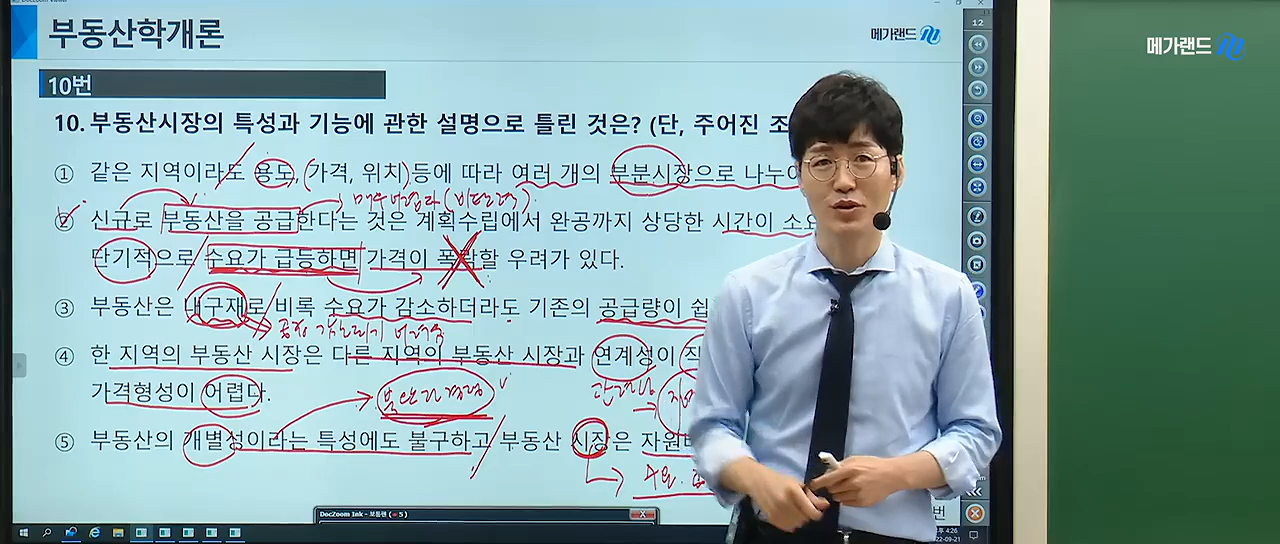 부동산학개론
메가랜드
메가랜드
12
10번
10. 부동산시장의 특성과 기능에 관한 설명으로 틀린 것은? (단, 주어진 조
① 같은 지역이라도 용도, (가격, 위치)등에 따라 여러 개의 부분시장으로 나누어
② 신규로 부동산을 공급한다는 것은 계획수립에서 완공까지 상당한 시간이 소요
단기적으로 수요가 급등하면 가격이 폭락할 우려가 있다.
③ 부동산은 내구재로 비록 수요가 감소하더라도 기존의 공급량이 쉽
④ 한 지역의 부동산 시장은 다른 지역의 부동산 시장과 연계성이
가격형성이 어렵다.
⑤ 부동산의 개별성이라는 특성에도 불구하고 부동산 시장은 자원
DocZoom Ink - 보통펜 ( 5 )
번
4:26